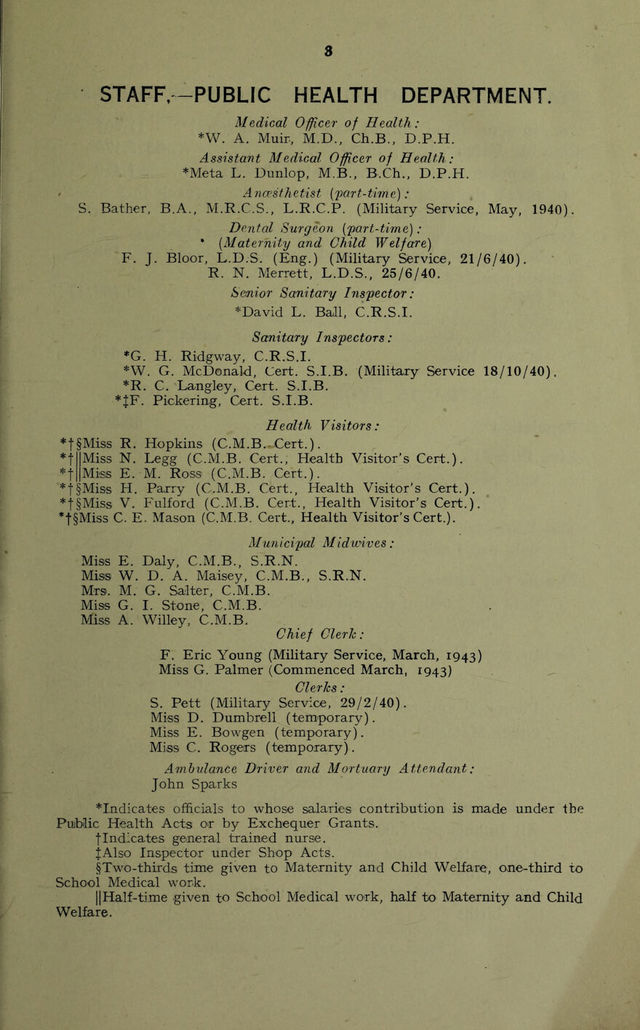 3
STAFF,—PUBLIC HEALTH DEPARTMENT.
Medical Officer of Health:
*W. A. Muir, M.D., Ch.B., D.P.H.
Assistant Medical Officer of Health:
*Meta L. Dunlop, M.B., B.Ch., D.P.H.
Anæsthetist (part-time):
S. Bather, B.A., M.R.C.S., L.R.C.P. (Military Service, May, 1940).
Dental Surgeon (part-time):
(Maternity and Child Welfare)
F. J. Bloor, L.D.S. (Eng.) (Military Service, 21/6/40).
R. N. Merrett, L.D.S., 25/6/40.
Senior Sanitary Inspector:
*David L. Ball, C.R.S.I.
Sanitary Inspectors:
*G. H. Ridgway, C.R.S.I.
*W. G. McDonald, Cert. S.I.B. (Military Service 18/10/40).
*R. C. Langley, Cert. S.I.B.
*‡F. Pickering, Cert. S.I.B.
Health Visitors:
*†§Miss R. Hopkins (C.M.B. Cert.).
*†||Miss N. Legg (C.M.B. Cert., Health Visitor's Cert.).
*†||Miss E. M. Ross (C.M.B. Cert.).
*†§Miss H. Parry (C.M.B. Cert., Health Visitor's Cert.).
*†§Miss V. Fulford (C.M.B. Cert., Health Visitor's Cert.).
*†§Miss C. E. Mason (C.M.B. Cert., Health Visitor's Cert.).
Municipal Midwives:
Miss E. Daly, C.M.B., S.R.N.
Miss W. D. A. Maisey, C.M.B., S.R.N.
Mrs. M. G. Salter, C.M.B.
Miss G. I. Stone, C.M.B.
Miss A. Willey, C.M.B.
Chief Clerk:
F. Eric Young (Military Service, March, 1943)
Miss G. Palmer (Commenced March, 1943)
Clerks:
S. Pett (Military Service, 29/2/40).
Miss D. Dumbrell (temporary).
Miss E. Bowgen (temporary).
Miss C. Rogers (temporary).
Ambulance Driver and Mortuary Attendant:
John Sparks
*Indicates officials to whose salaries contribution is made under the
Public Health Acts or by Exchequer Grants.
†Indicates general trained nurse.
‡Also Inspector under Shop Acts.
§Two-thirds time given to Maternity and Child Welfare, one-third to
School Medical work.
||Half-time given to School Medical work, half to Maternity and Child
Welfare.